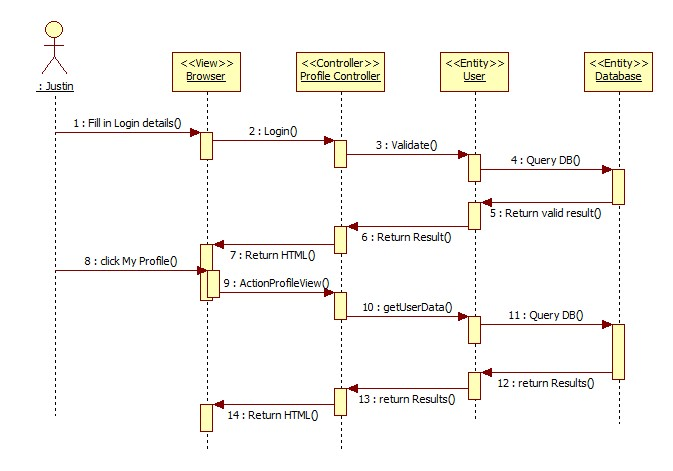 <<View>>
Browser
<<Controller>>
Profile Controller
<<Entity>>
User
<<Entity>>
Database
: Justin
1 : Fill in Login details()
2 : Login()
3 : Validate()
4 : Query DB()
5 : Return valid result()
6 : Return Result()
7 : Return HTML()
8 : click My Profile()
9 : ActionProfileView()
10 : getUserData()
11 : Query DB()
12 : return Results()
13 : return Results()
14 : Return HTML()